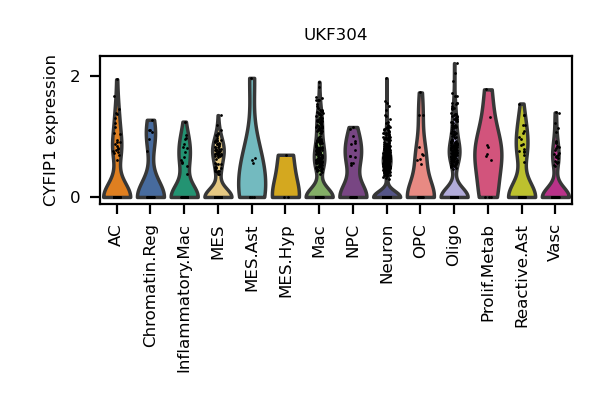 UKF304
CYFIP1 expression
2
0
AC
Chromatin.Reg
Inflammatory.Mac
MES
MES.Ast
MES.Hyp
Mac
NPC
Neuron
OPC
Oligo
Prolif.Metab
Reactive.Ast
Vasc